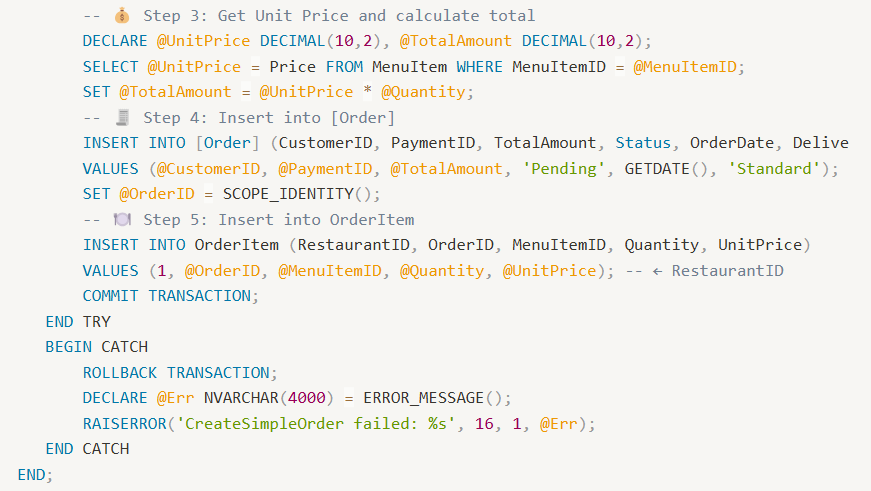 -- 💰 Step 3: Get Unit Price and calculate total
DECLARE @UnitPrice DECIMAL(10,2), @TotalAmount DECIMAL(10,2);
SELECT @UnitPrice = Price FROM MenuItem WHERE MenuItemID = @MenuItemID;
SET @TotalAmount = @UnitPrice * @Quantity;
-- 🧾 Step 4: Insert into [Order]
INSERT INTO [Order] (CustomerID, PaymentID, TotalAmount, Status, OrderDate, Delive
VALUES (@CustomerID, @PaymentID, @TotalAmount, 'Pending', GETDATE(), 'Standard');
SET @OrderID = SCOPE_IDENTITY();
-- 🍽️ Step 5: Insert into OrderItem
INSERT INTO OrderItem (RestaurantID, OrderID, MenuItemID, Quantity, UnitPrice)
VALUES (1, @OrderID, @MenuItemID, @Quantity, @UnitPrice); -- ← RestaurantID
COMMIT TRANSACTION;
END TRY
BEGIN CATCH
ROLLBACK TRANSACTION;
DECLARE @Err NVARCHAR(4000) = ERROR_MESSAGE();
RAISERROR('CreateSimpleOrder failed: %s', 16, 1, @Err);
END CATCH
END;